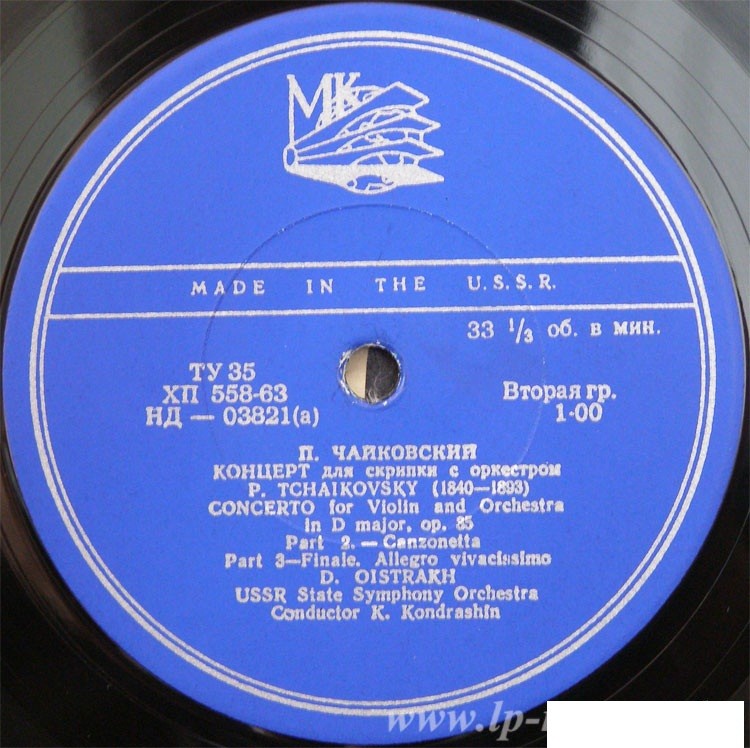 МК
MADE IN THE U.S.S.R.
33 1/3 об. в мин.
ТУ 35
ХП 558-63
НД — 03821(а)
Вторая гр.
1·00
П. ЧАЙКОВСКИЙ
КОНЦЕРТ для скрипки с оркестром
P. TCHAIKOVSKY (1840—1893)
CONCERTO for Violin and Orchestra
in D major, op. 35
Part 2. — Canzonetta
Part 3—Finale. Allegro vivacissimo
D. OISTRAKH
USSR State Symphony Orchestra
Conductor K. Kondrashin
www.lp-